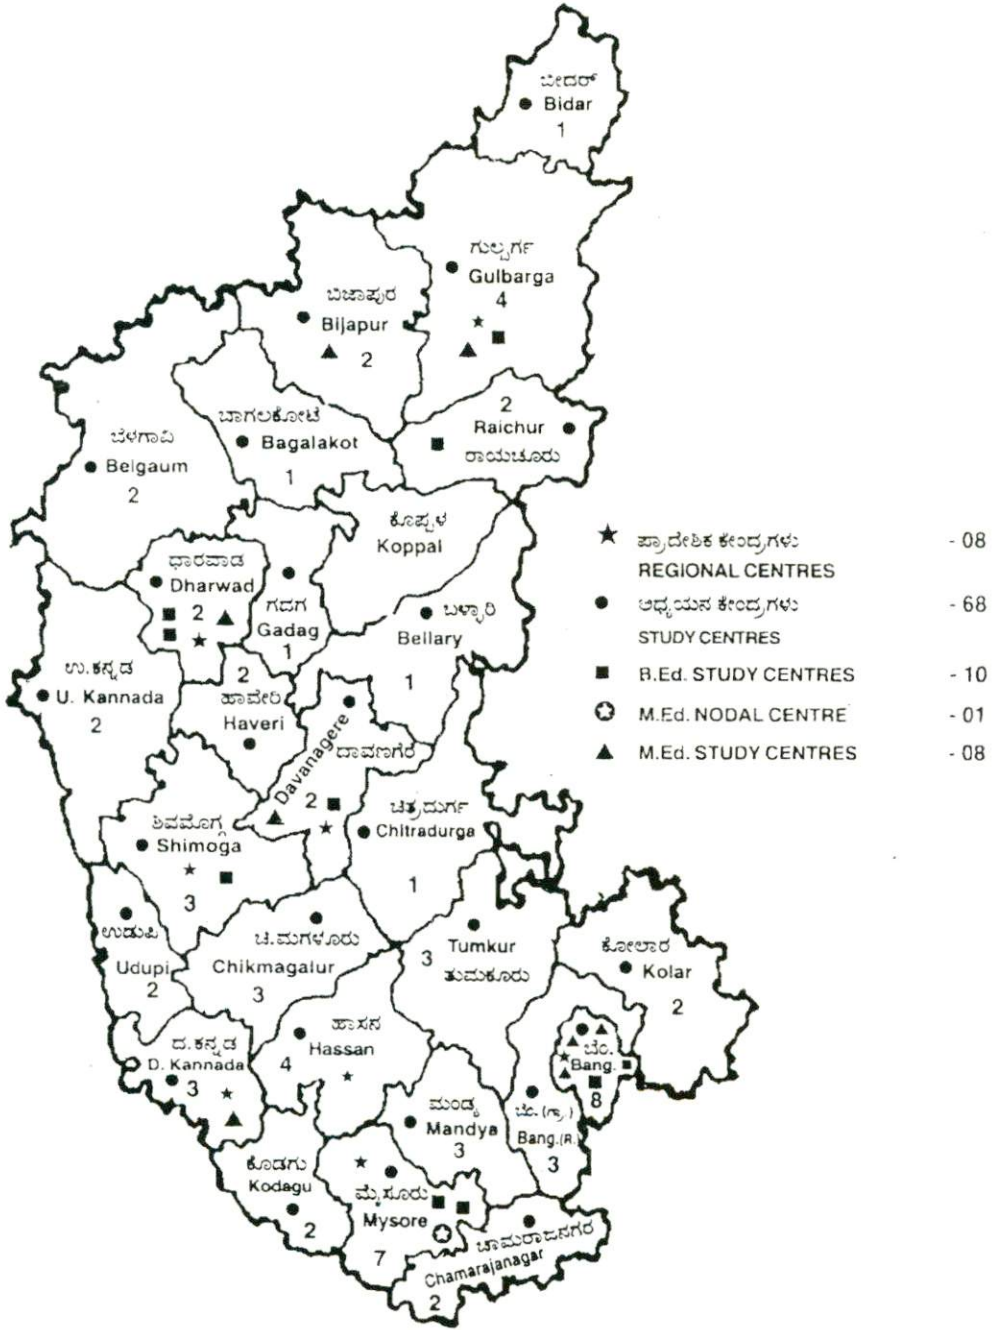 ಬೀದರ್
Bidar
1
ಗುಲ್ಬರ್ಗ
Gulbarga
4
ಬಿಜಾಪುರ
Bijapur
2
2
Raichur
ರಾಯಚೂರು
ಬಾಗಲಕೋಟೆ
Bagalakot
1
ಬೆಳಗಾವಿ
Belgaum
2
ಕೊಪ್ಪಳ
Koppal
ಧಾರವಾಡ
Dharwad
2
ಗದಗ
Gadag
1
ಬಳ್ಳಾರಿ
Bellary
1
ಉ.ಕನ್ನಡ
U. Kannada
2
2
ಹಾವೇರಿ
Haveri
Davanagere
ದಾವಣಗೆರೆ
2
ಚಿತ್ರದುರ್ಗ
Chitradurga
1
ಶಿವಮೊಗ್ಗ
Shimoga
3
ಉಡುಪಿ
Udupi
2
ಚಿ.ಮಗಳೂರು
Chikmagalur
3
3
Tumkur
ತುಮಕೂರು
ಕೋಲಾರ
Kolar
2
ಹಾಸನ
Hassan
4
ದ.ಕನ್ನಡ
D. Kannada
3
ಬೆಂ.
Bang.
8
ಬೆಂ.(ಗ್ರಾ.)
Bang.(R.)
3
ಮಂಡ್ಯ
Mandya
3
ಕೊಡಗು
Kodagu
2
ಮೈಸೂರು
Mysore
7
ಚಾಮರಾಜನಗರ
Chamarajanagar
2
ಪ್ರಾದೇಶಿಕ ಕೇಂದ್ರಗಳು - 08
REGIONAL CENTRES
ಅಧ್ಯಯನ ಕೇಂದ್ರಗಳು - 68
STUDY CENTRES
B.Ed. STUDY CENTRES - 10
M.Ed. NODAL CENTRE - 01
M.Ed. STUDY CENTRES - 08